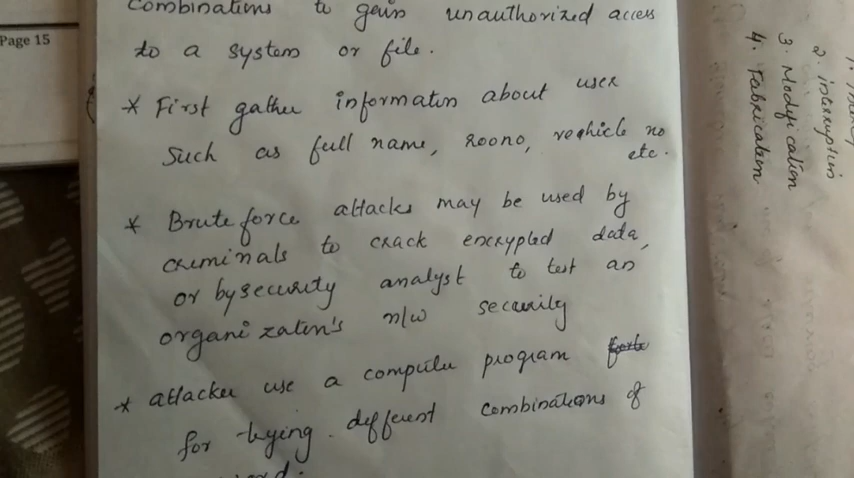 Page 15
combinations to gain unauthorized access
to a system or file.
* First gather informatin about user
Such as full name, roono, vephicle no
etc.
* Brute force attacks may be used by
criminals to crack encrypted data,
or by security analyst to test an
organizatin's n/w security
* attacker use a computer program
for trying different combinations of
2. interruption
3. Modification
4. Fabrication